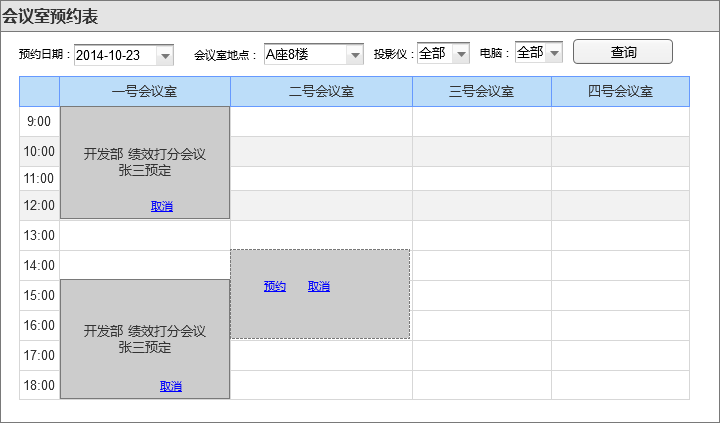 会议室预约表
预约日期： 2014-10-23 会议室地点： A座8楼 投影仪： 全部 电脑： 全部 查询
一号会议室 二号会议室 三号会议室 四号会议室
9:00
10:00
11:00
12:00
13:00
14:00
15:00
16:00
17:00
18:00
开发部 绩效打分会议
张三预定
取消
预约 取消
开发部 绩效打分会议
张三预定
取消